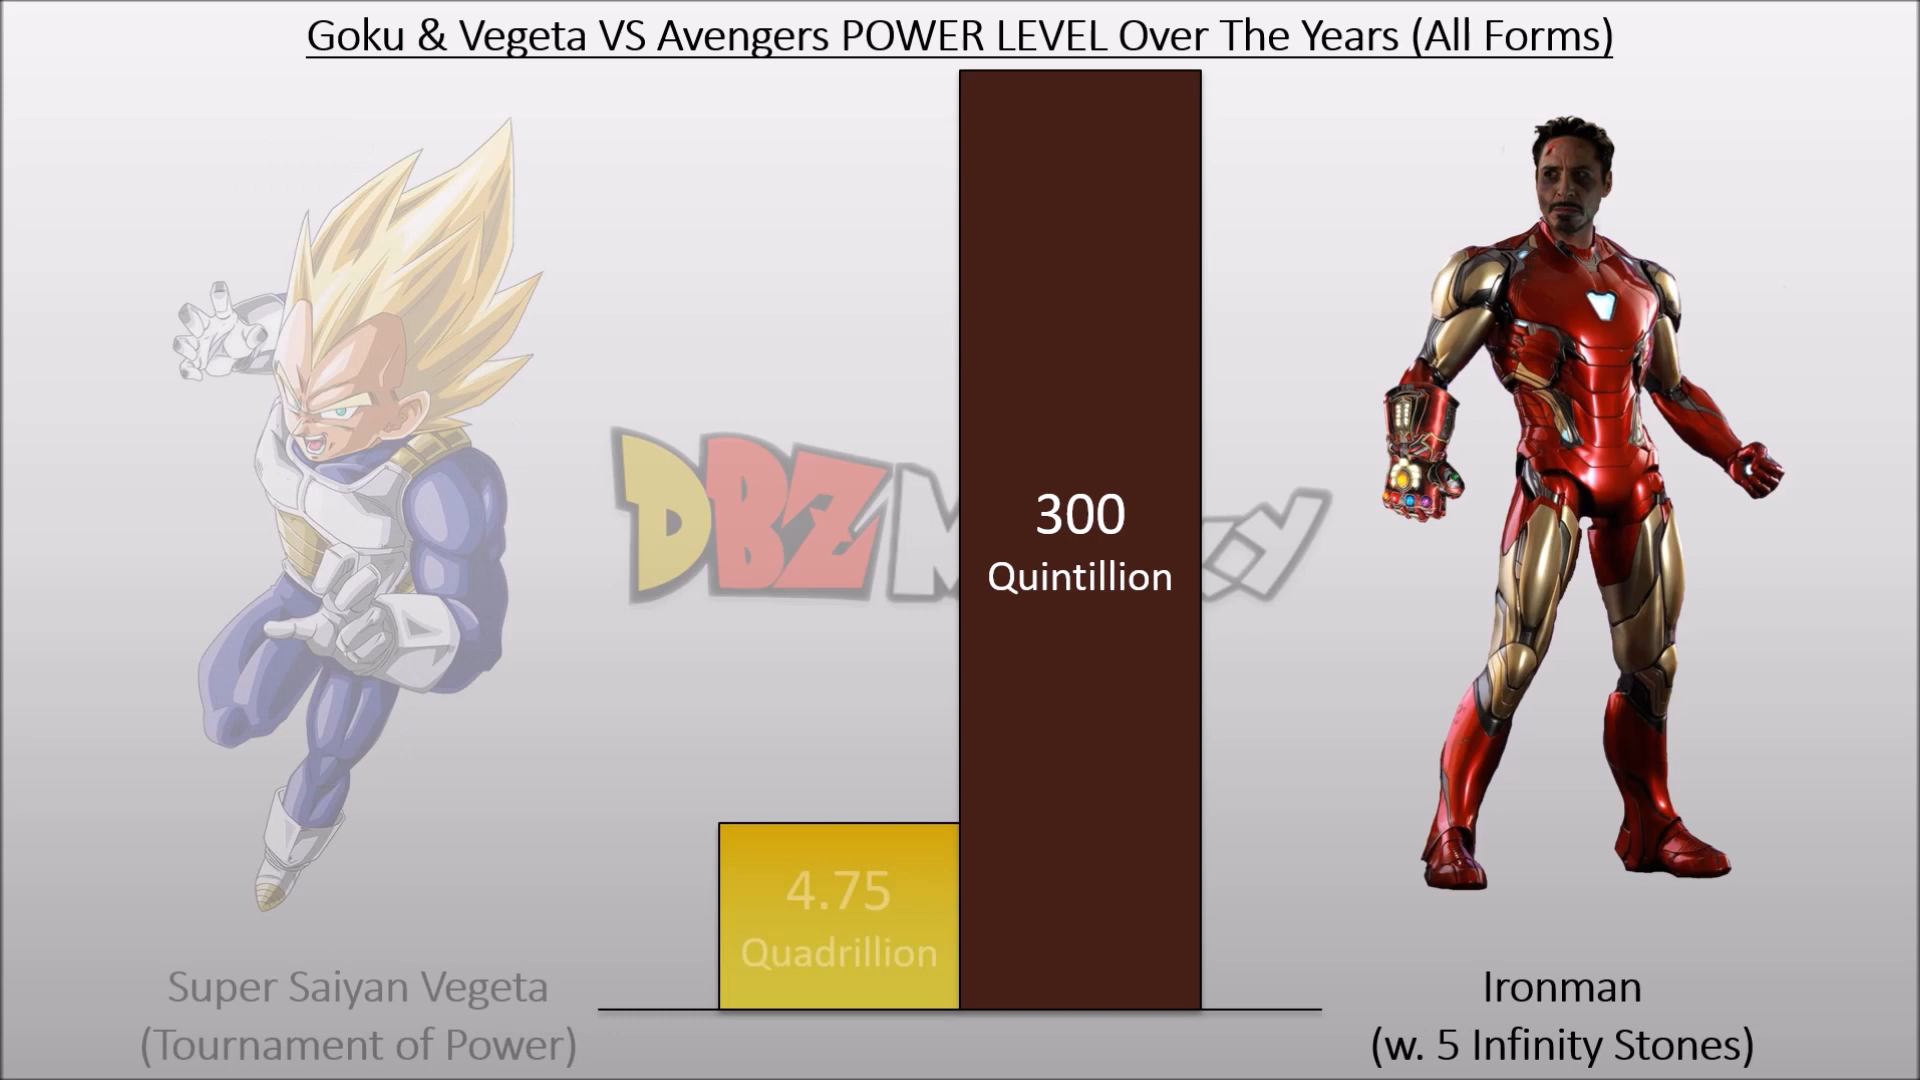 Goku & Vegeta VS Avengers POWER LEVEL Over The Years (All Forms)
DBZ
300
Quintillion
4.75
Quadrillion
Super Saiyan Vegeta
(Tournament of Power)
Ironman
(w. 5 Infinity Stones)